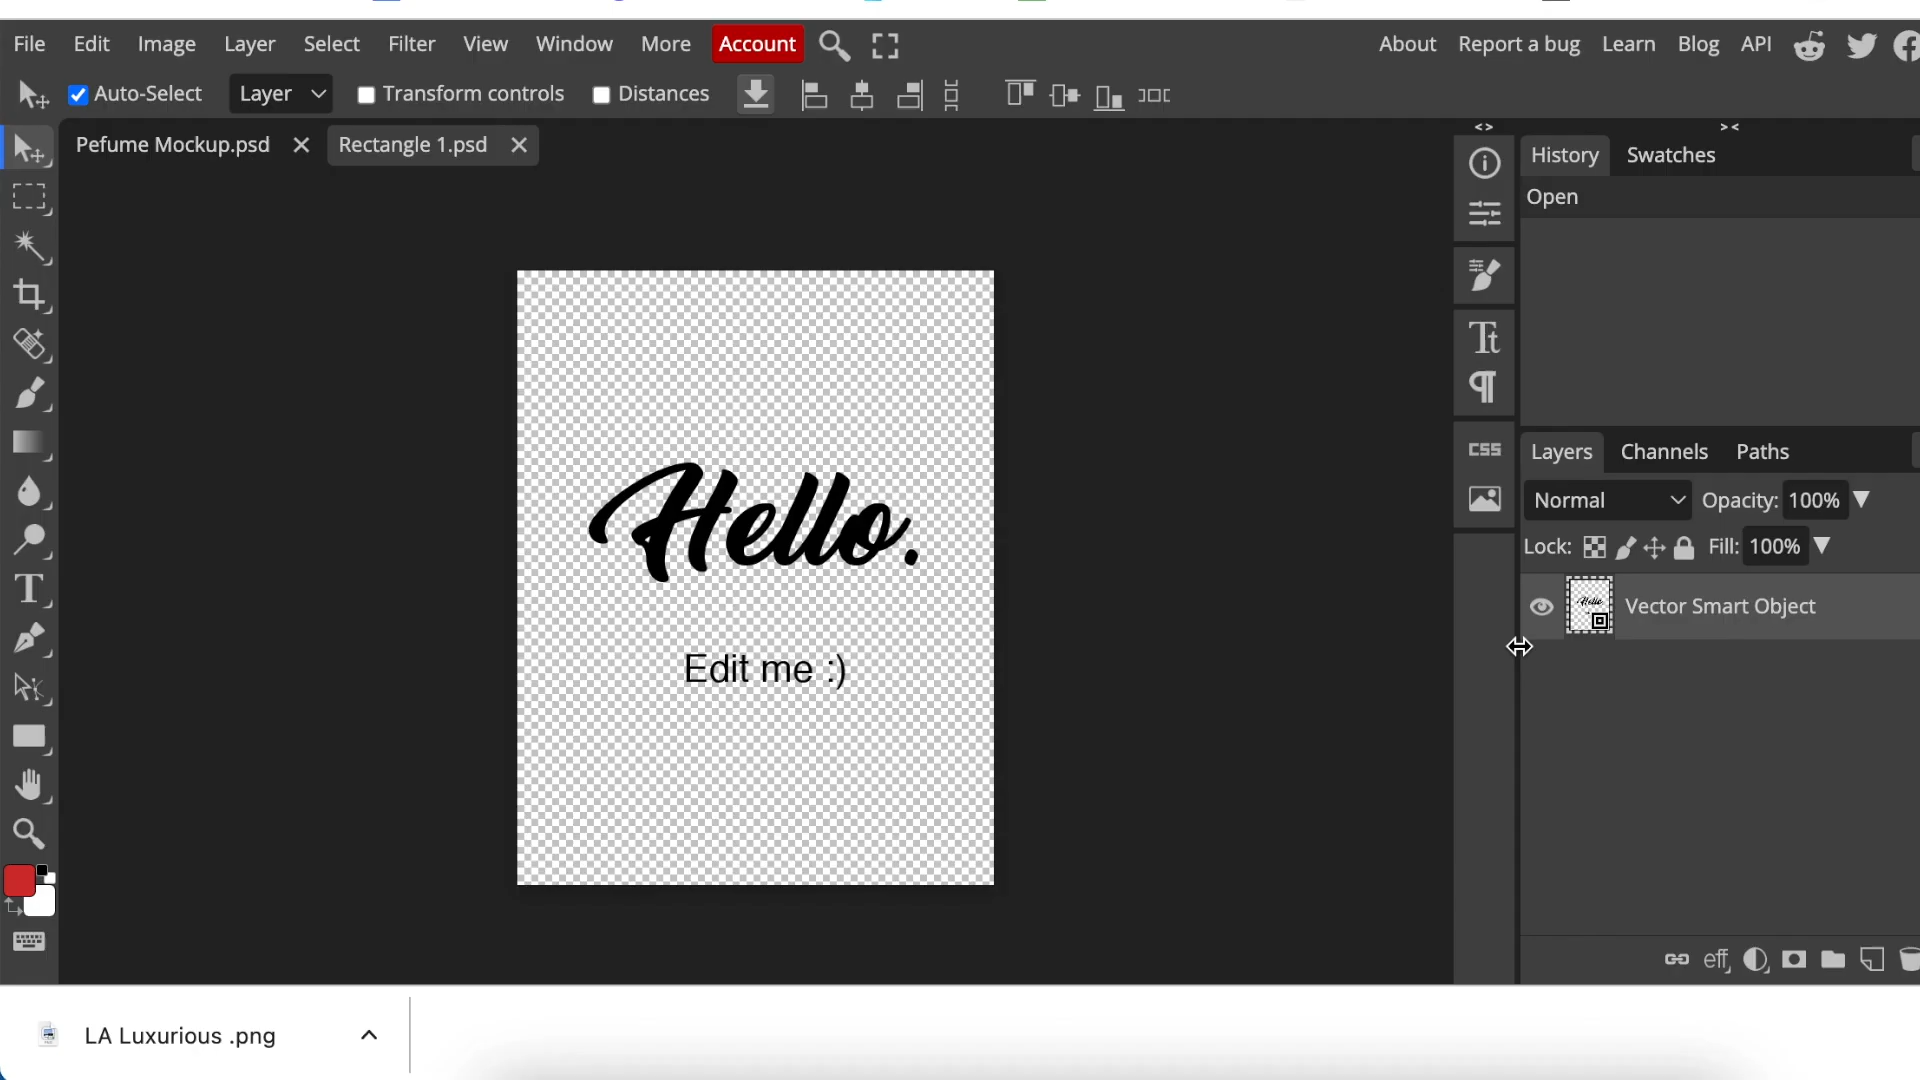 File Edit Image Layer Select Filter View Window More Account About Report a bug Learn Blog API
Auto-Select Layer Transform controls Distances
Pefume Mockup.psd Rectangle 1.psd
History Swatches
Open
Tt
CSS
Layers Channels Paths
Normal Opacity: 100%
Lock: Fill: 100%
Hello.
Vector Smart Object
Edit me :)
eff
LA Luxurious .png